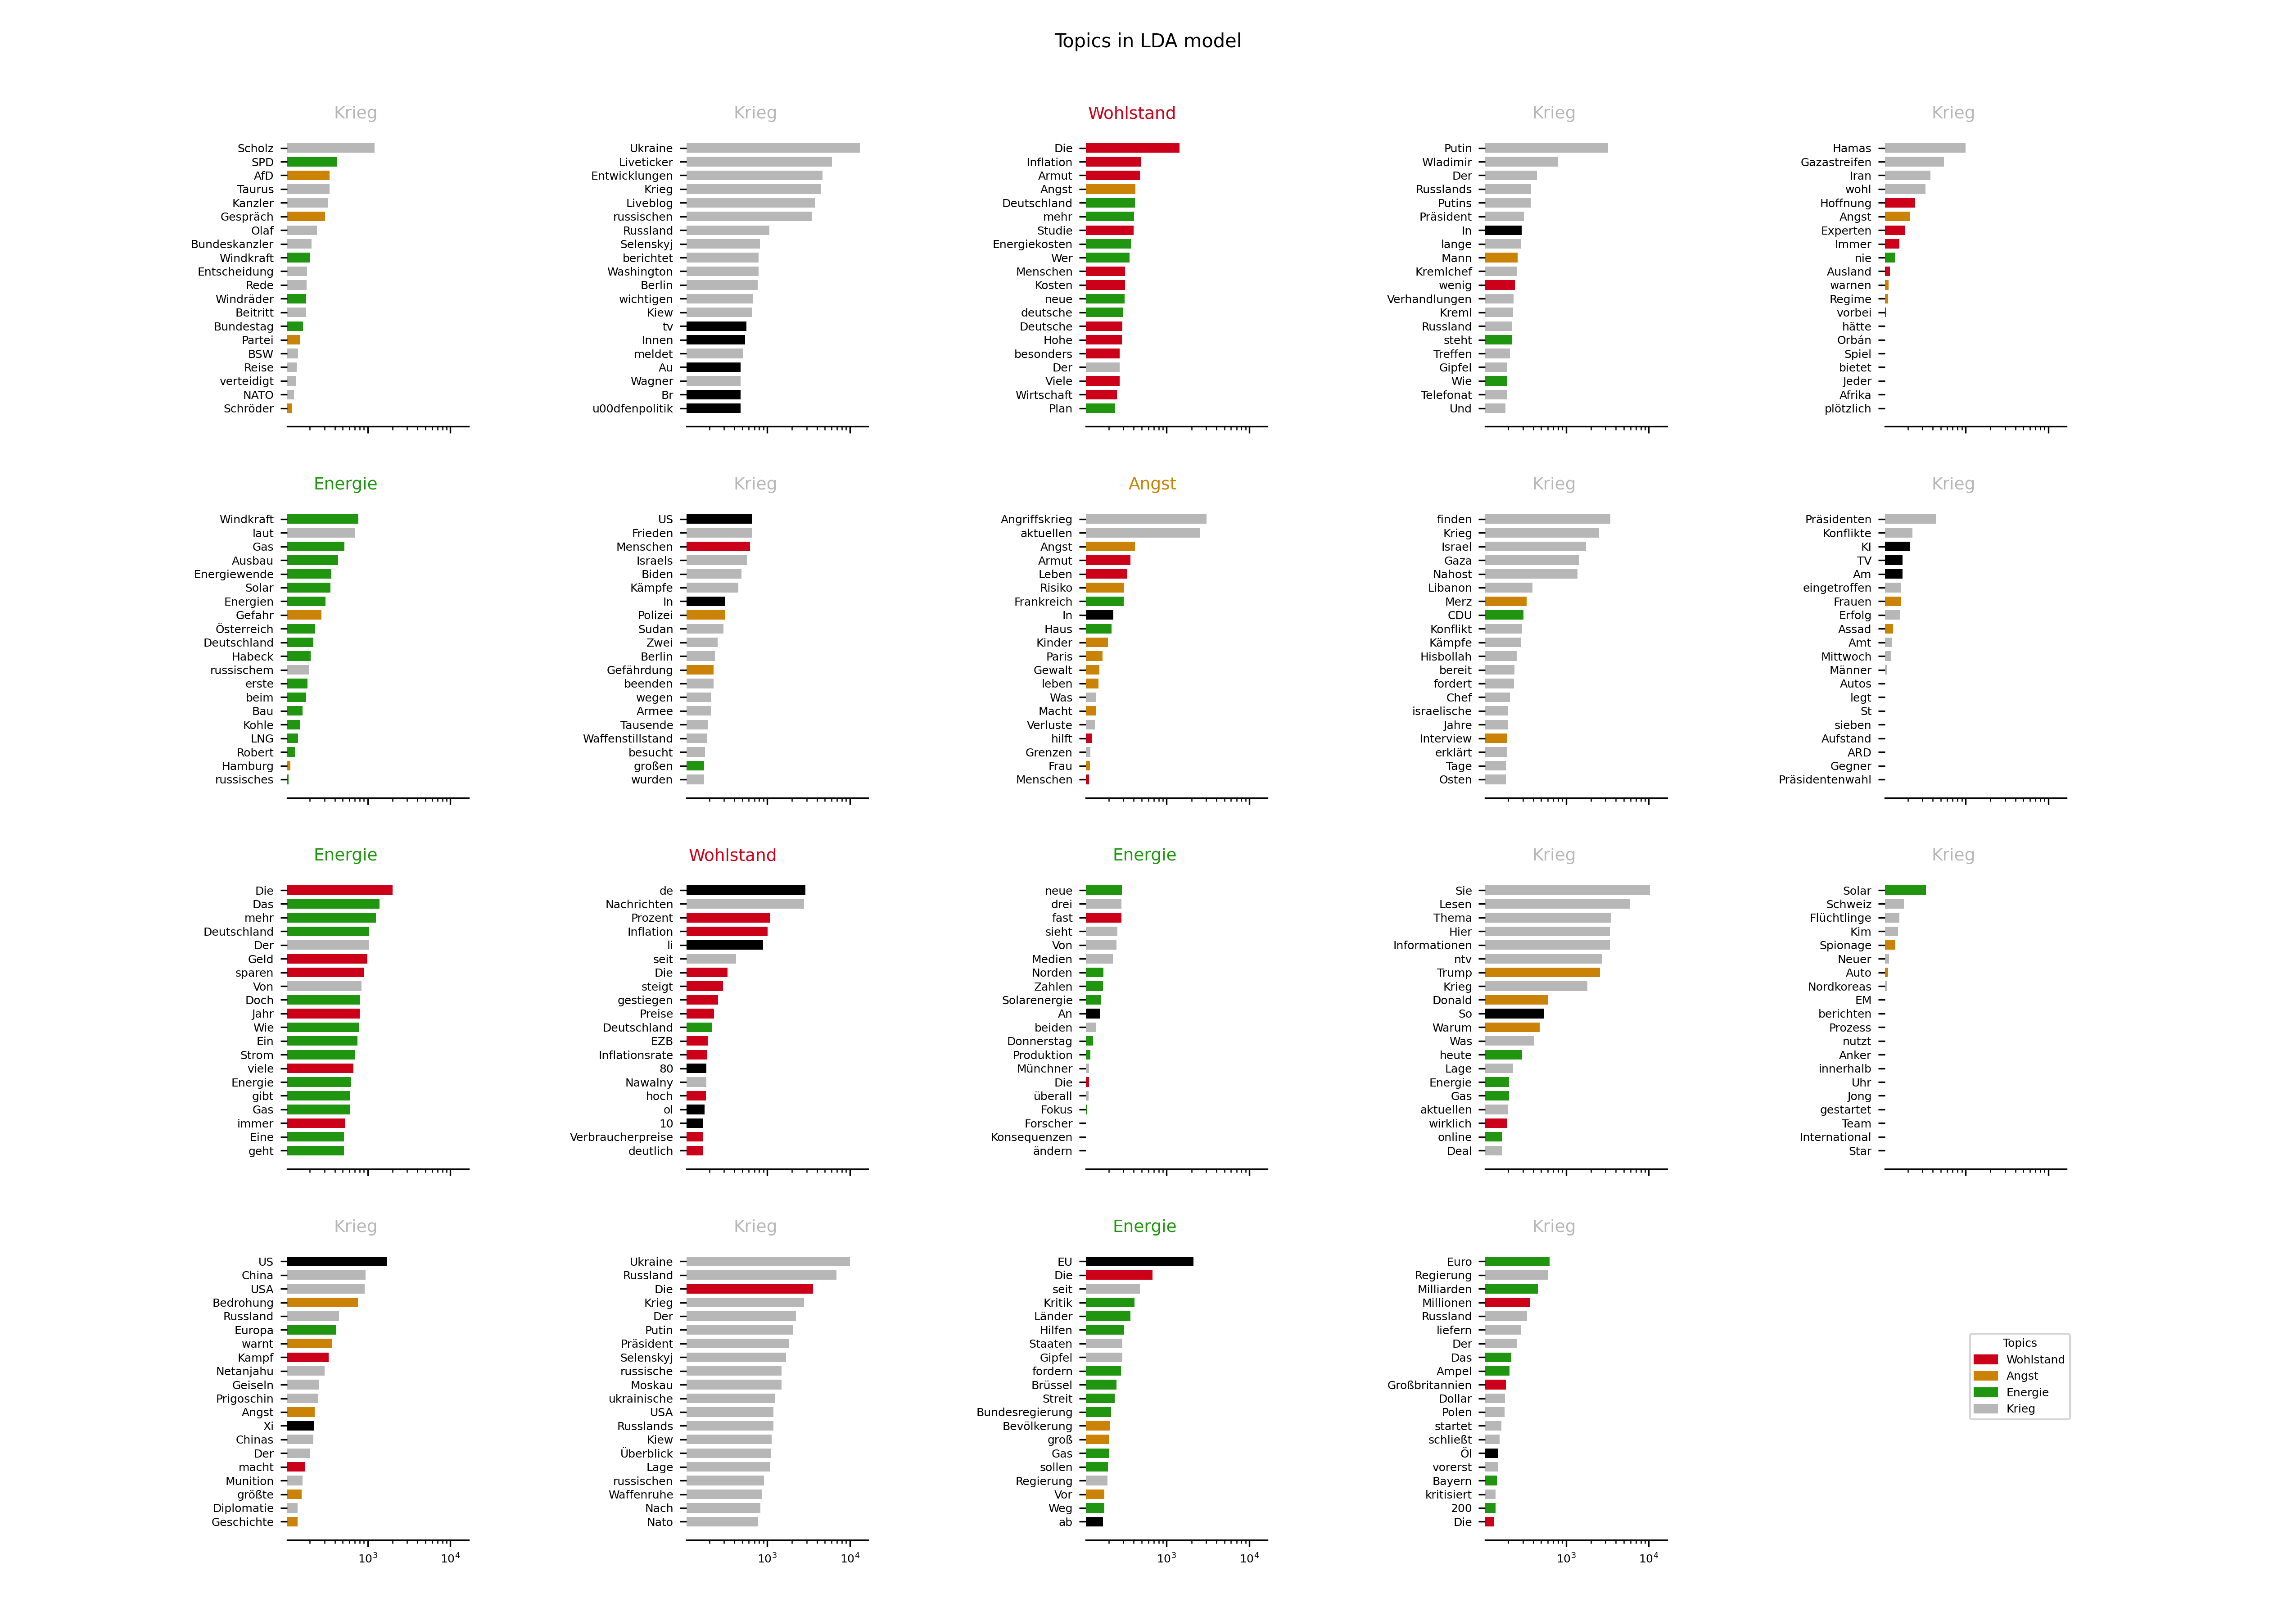 Topics in LDA model
Krieg
Scholz
SPD
AfD
Taurus
Kanzler
Gespräch
Olaf
Bundeskanzler
Windkraft
Entscheidung
Rede
Windräder
Beitritt
Bundestag
Partei
BSW
Reise
verteidigt
NATO
Schröder
Krieg
Ukraine
Liveticker
Entwicklungen
Krieg
Liveblog
russischen
Russland
Selenskyj
berichtet
Washington
Berlin
wichtigen
Kiew
tv
Innen
meldet
Au
Wagner
Br
u00dfenpolitik
Wohlstand
Die
Inflation
Armut
Angst
Deutschland
mehr
Studie
Energiekosten
Wer
Menschen
Kosten
neue
deutsche
Deutsche
Hohe
besonders
Der
Viele
Wirtschaft
Plan
Krieg
Putin
Wladimir
Der
Russlands
Putins
Präsident
In
lange
Mann
Kremlchef
wenig
Verhandlungen
Kreml
Russland
steht
Treffen
Gipfel
Wie
Telefonat
Und
Krieg
Hamas
Gazastreifen
Iran
wohl
Hoffnung
Angst
Experten
Immer
nie
Ausland
warnen
Regime
vorbei
hätte
Orbán
Spiel
bietet
Jeder
Afrika
plötzlich
Energie
Windkraft
laut
Gas
Ausbau
Energiewende
Solar
Energien
Gefahr
Österreich
Deutschland
Habeck
russischem
erste
beim
Bau
Kohle
LNG
Robert
Hamburg
russisches
Krieg
US
Frieden
Menschen
Israels
Biden
Kämpfe
In
Polizei
Sudan
Zwei
Berlin
Gefährdung
beenden
wegen
Armee
Tausende
Waffenstillstand
besucht
großen
wurden
Angst
Angriffskrieg
aktuellen
Angst
Armut
Leben
Risiko
Frankreich
In
Haus
Kinder
Paris
Gewalt
leben
Was
Macht
Verluste
hilft
Grenzen
Frau
Menschen
Krieg
finden
Krieg
Israel
Gaza
Nahost
Libanon
Merz
CDU
Konflikt
Kämpfe
Hisbollah
bereit
fordert
Chef
israelische
Jahre
Interview
erklärt
Tage
Osten
Krieg
Präsidenten
Konflikte
KI
TV
Am
eingetroffen
Frauen
Erfolg
Assad
Amt
Mittwoch
Männer
Autos
legt
St
sieben
Aufstand
ARD
Gegner
Präsidentenwahl
Energie
Die
Das
mehr
Deutschland
Der
Geld
sparen
Von
Doch
Jahr
Wie
Ein
Strom
viele
Energie
gibt
Gas
immer
Eine
geht
Wohlstand
de
Nachrichten
Prozent
Inflation
li
seit
Die
steigt
gestiegen
Preise
Deutschland
EZB
Inflationsrate
80
Nawalny
hoch
ol
10
Verbraucherpreise
deutlich
Energie
neue
drei
fast
sieht
Von
Medien
Norden
Zahlen
Solarenergie
An
beiden
Donnerstag
Produktion
Münchner
Die
überall
Fokus
Forscher
Konsequenzen
ändern
Krieg
Sie
Lesen
Thema
Hier
Informationen
ntv
Trump
Krieg
Donald
So
Warum
Was
heute
Lage
Energie
Gas
aktuellen
wirklich
online
Deal
Krieg
Solar
Schweiz
Flüchtlinge
Kim
Spionage
Neuer
Auto
Nordkoreas
EM
berichten
Prozess
nutzt
Anker
innerhalb
Uhr
Jong
gestartet
Team
International
Star
Krieg
US
China
USA
Bedrohung
Russland
Europa
warnt
Kampf
Netanjahu
Geiseln
Prigoschin
Angst
Xi
Chinas
Der
macht
Munition
größte
Diplomatie
Geschichte
10³ 10⁴
Krieg
Ukraine
Russland
Die
Krieg
Der
Putin
Präsident
Selenskyj
russische
Moskau
ukrainische
USA
Russlands
Kiew
Überblick
Lage
russischen
Waffenruhe
Nach
Nato
10³ 10⁴
Energie
EU
Die
seit
Kritik
Länder
Hilfen
Staaten
Gipfel
fordern
Brüssel
Streit
Bundesregierung
Bevölkerung
groß
Gas
sollen
Regierung
Vor
Weg
ab
10³ 10⁴
Krieg
Euro
Regierung
Milliarden
Millionen
Russland
liefern
Der
Das
Ampel
Großbritannien
Dollar
Polen
startet
schließt
Öl
vorerst
Bayern
kritisiert
200
Die
10³ 10⁴
Topics
Wohlstand
Angst
Energie
Krieg